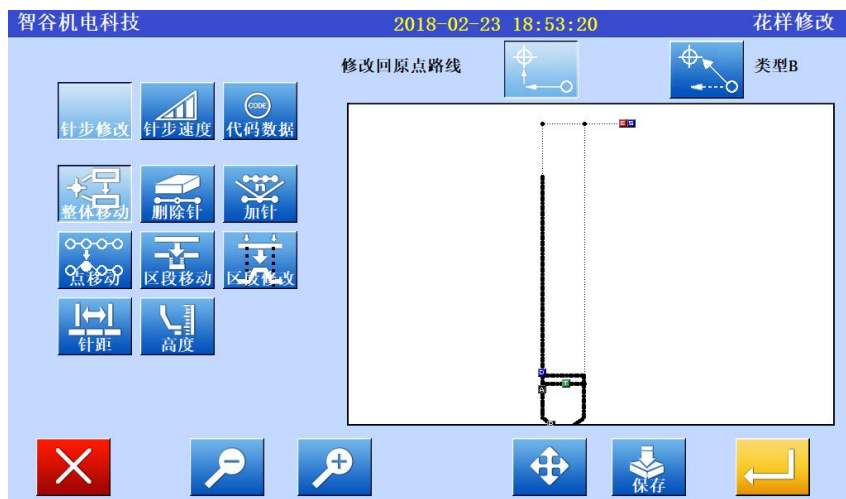 智谷机电科技 2018-02-23 18:53:20 花样修改
修改回原点路线 类型B
针步修改 针步速度 CODE 代码数据
整体移动 删除针 n 加针
点移动 区段移动 区段修改
针距 高度
E S
保存